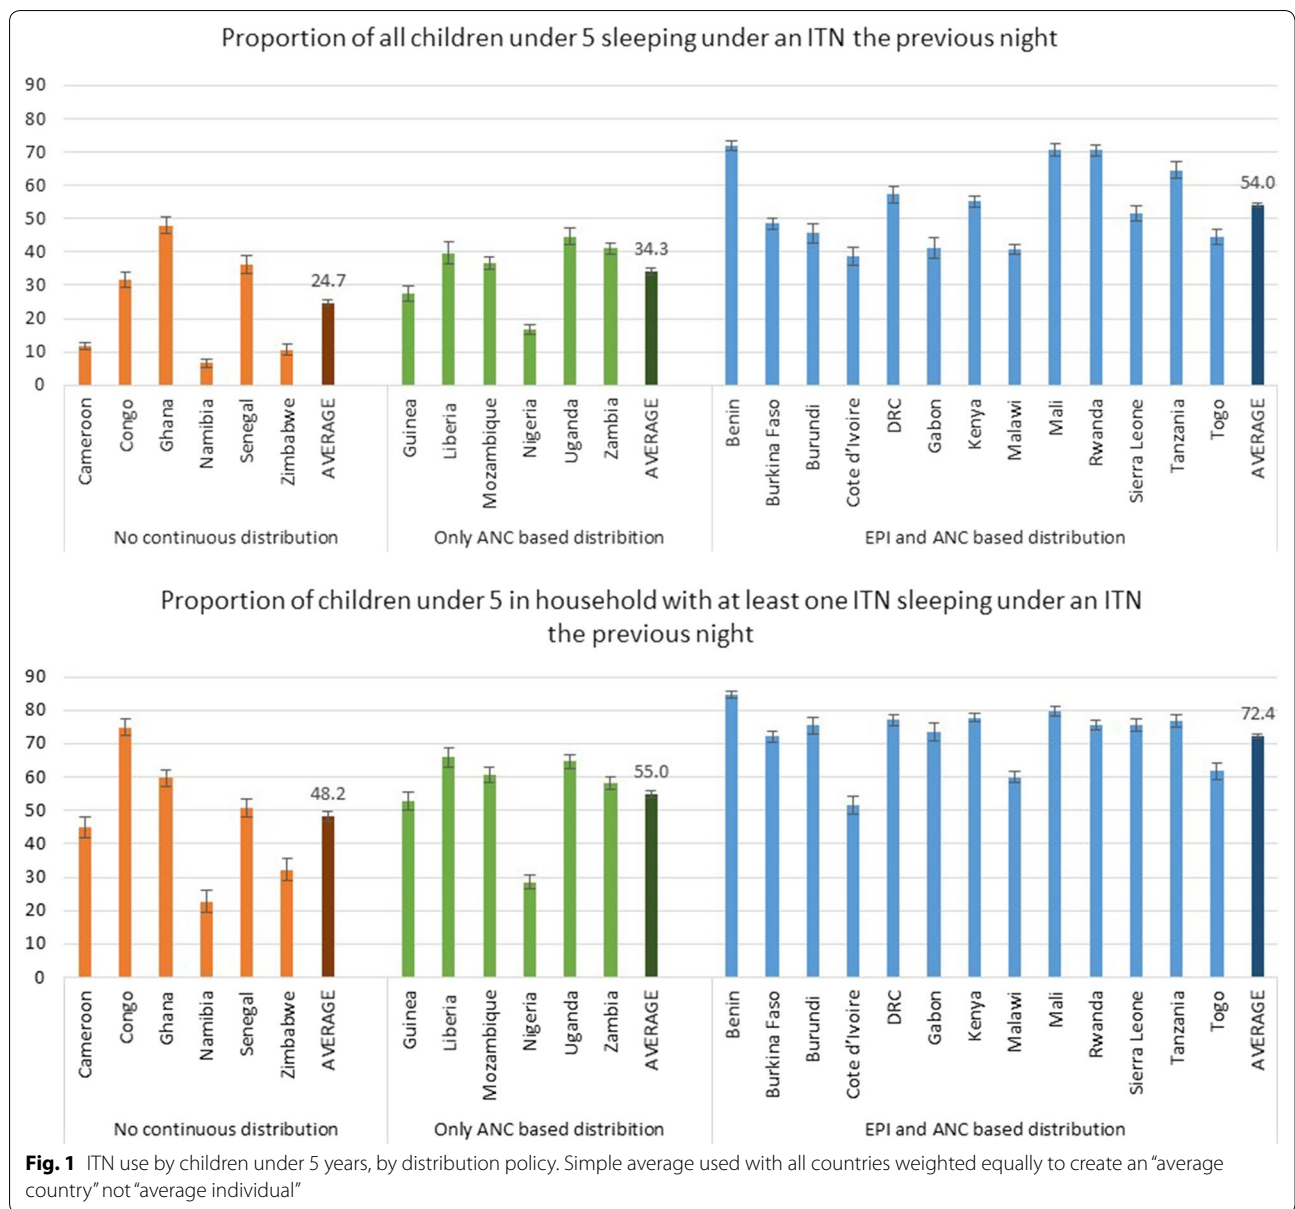 Proportion of all children under 5 sleeping under an ITN the previous night
90
80
70
60
50
40
30
20
10
0
24.7
34.3
54.0
Cameroon
Congo
Ghana
Namibia
Senegal
Zimbabwe
AVERAGE
Guinea
Liberia
Mozambique
Nigeria
Uganda
Zambia
AVERAGE
Benin
Burkina Faso
Burundi
Cote d'Ivoire
DRC
Gabon
Kenya
Malawi
Mali
Rwanda
Sierra Leone
Tanzania
Togo
AVERAGE
No continuous distribution
Only ANC based distribition
EPI and ANC based distribution
Proportion of children under 5 in household with at least one ITN sleeping under an ITN
the previous night
90
80
70
60
50
40
30
20
10
0
48.2
55.0
72.4
Cameroon
Congo
Ghana
Namibia
Senegal
Zimbabwe
AVERAGE
Guinea
Liberia
Mozambique
Nigeria
Uganda
Zambia
AVERAGE
Benin
Burkina Faso
Burundi
Cote d'Ivoire
DRC
Gabon
Kenya
Malawi
Mali
Rwanda
Sierra Leone
Tanzania
Togo
AVERAGE
No continuous distribution
Only ANC based distribition
EPI and ANC based distribution
Fig. 1 ITN use by children under 5 years, by distribution policy. Simple average used with all countries weighted equally to create an “average
country” not “average individual”